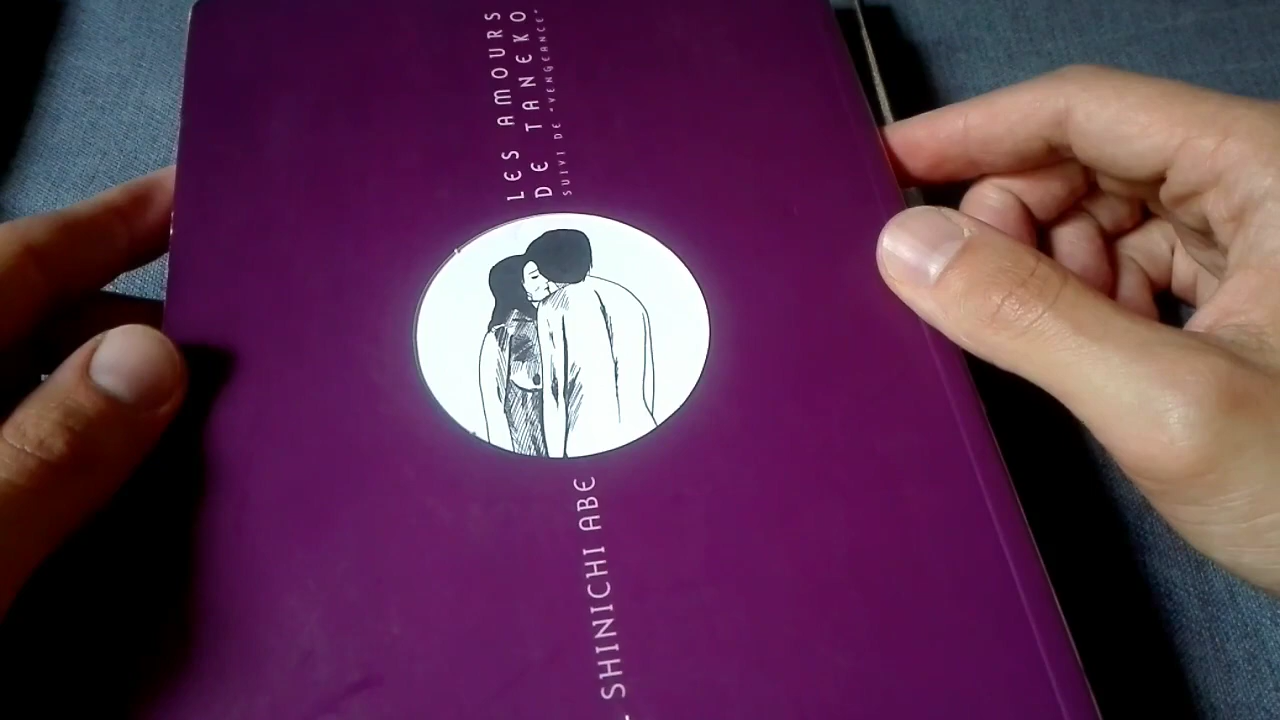 LES AMOURS
DE TANEKO
SUIVI DE "VENGEANCE"
SHINICHI ABE